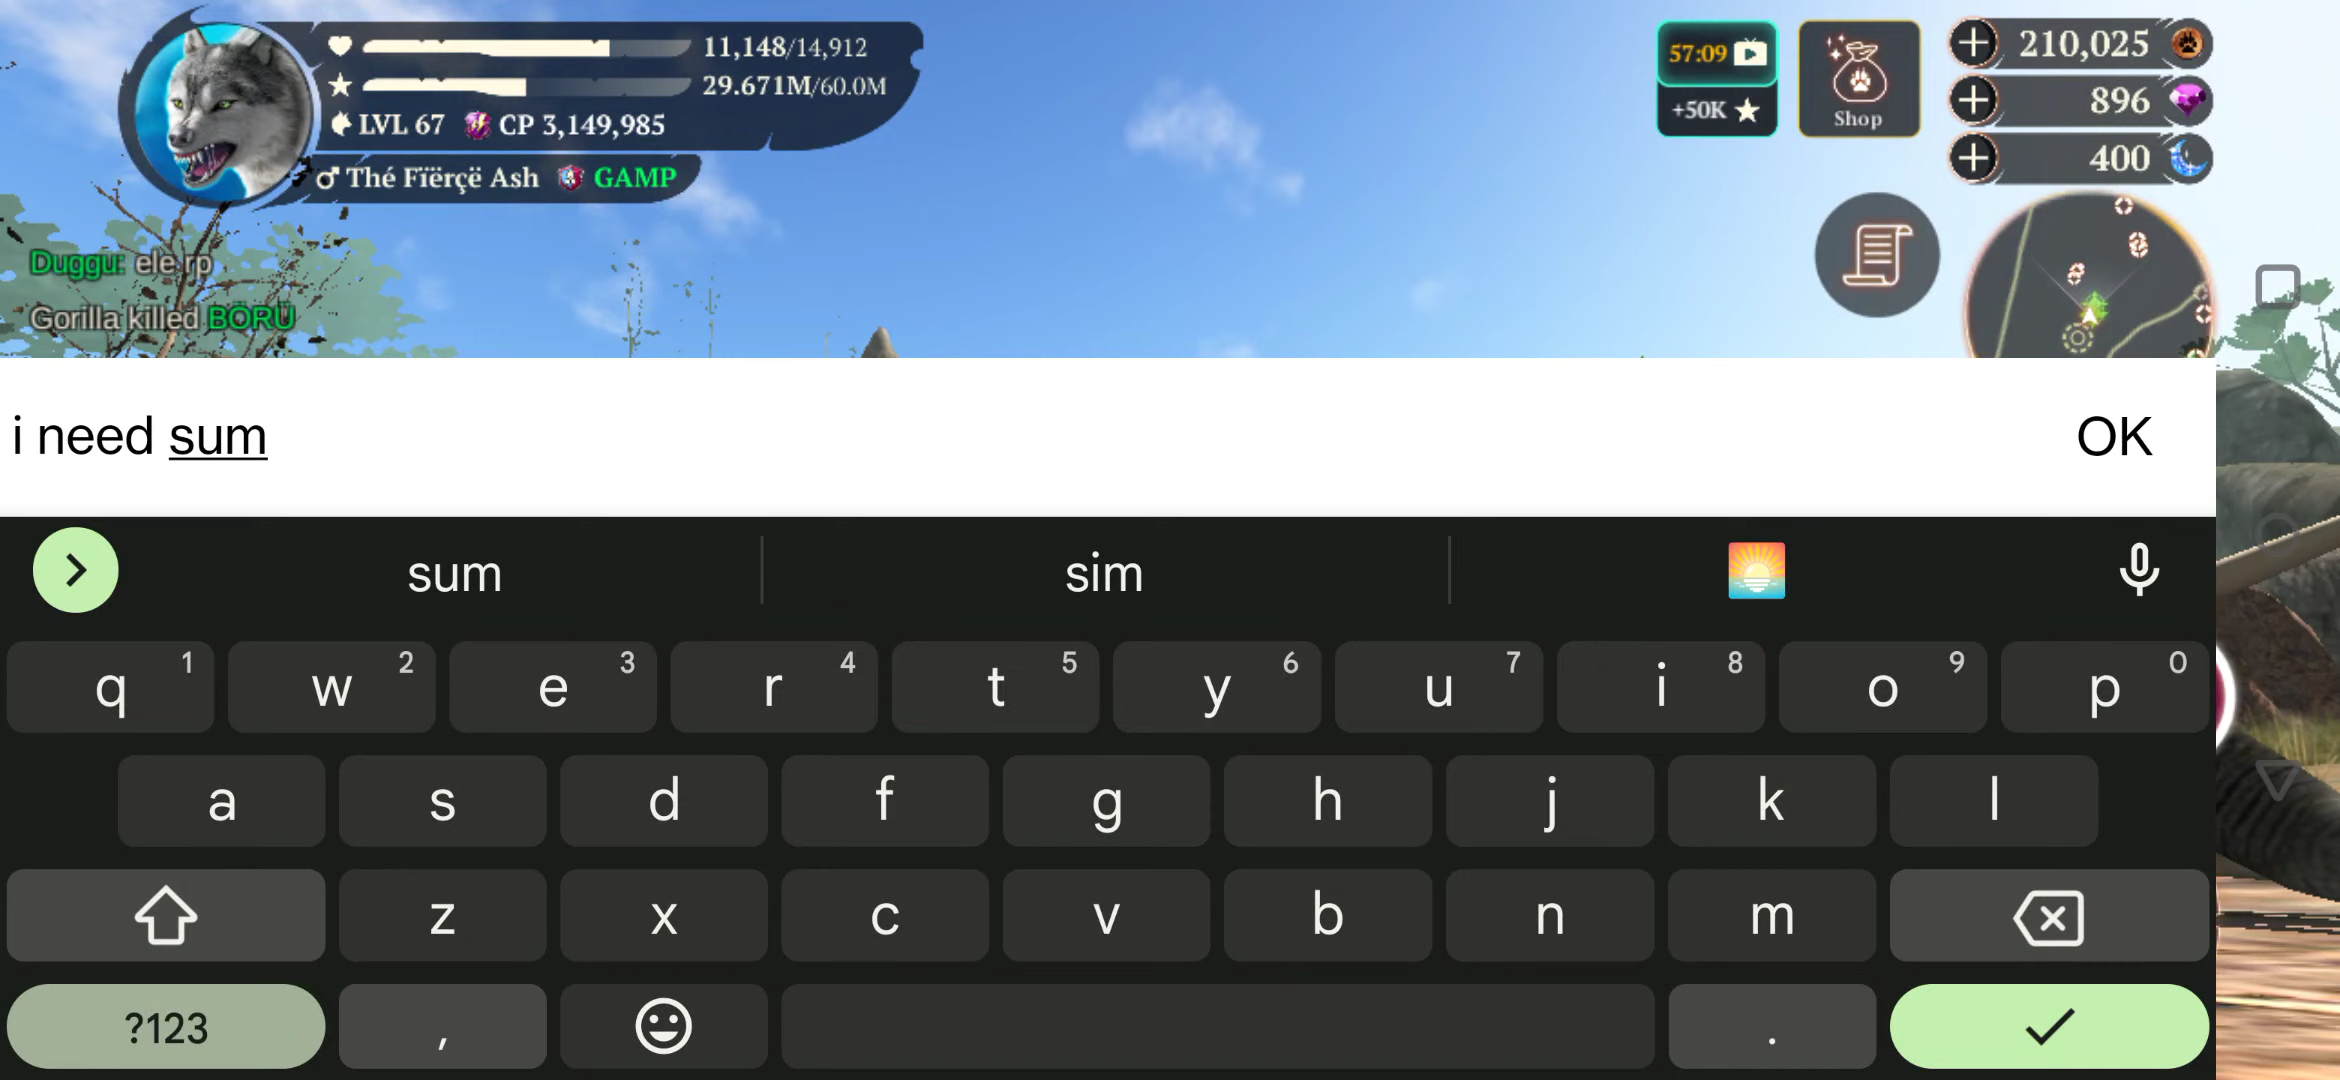 11,148/14,912
29.671M/60.0M
LVL 67 CP 3,149,985
Thé Fïërçë Ash GAMP
57:09
+50K
Shop
210,025
896
400
Duggu: ele rp
Gorilla killed BÖRÜ
i need sum
OK
sum sim
q 1 w 2 e 3 r 4 t 5 y 6 u 7 i 8 o 9 p 0
a s d f g h j k l
z x c v b n m
?123 , .